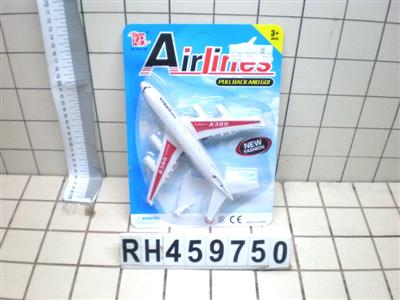 Airlines
3+
PULL BACK AND GO!
A380
A380
NEW
FASHION
CE
RH459750